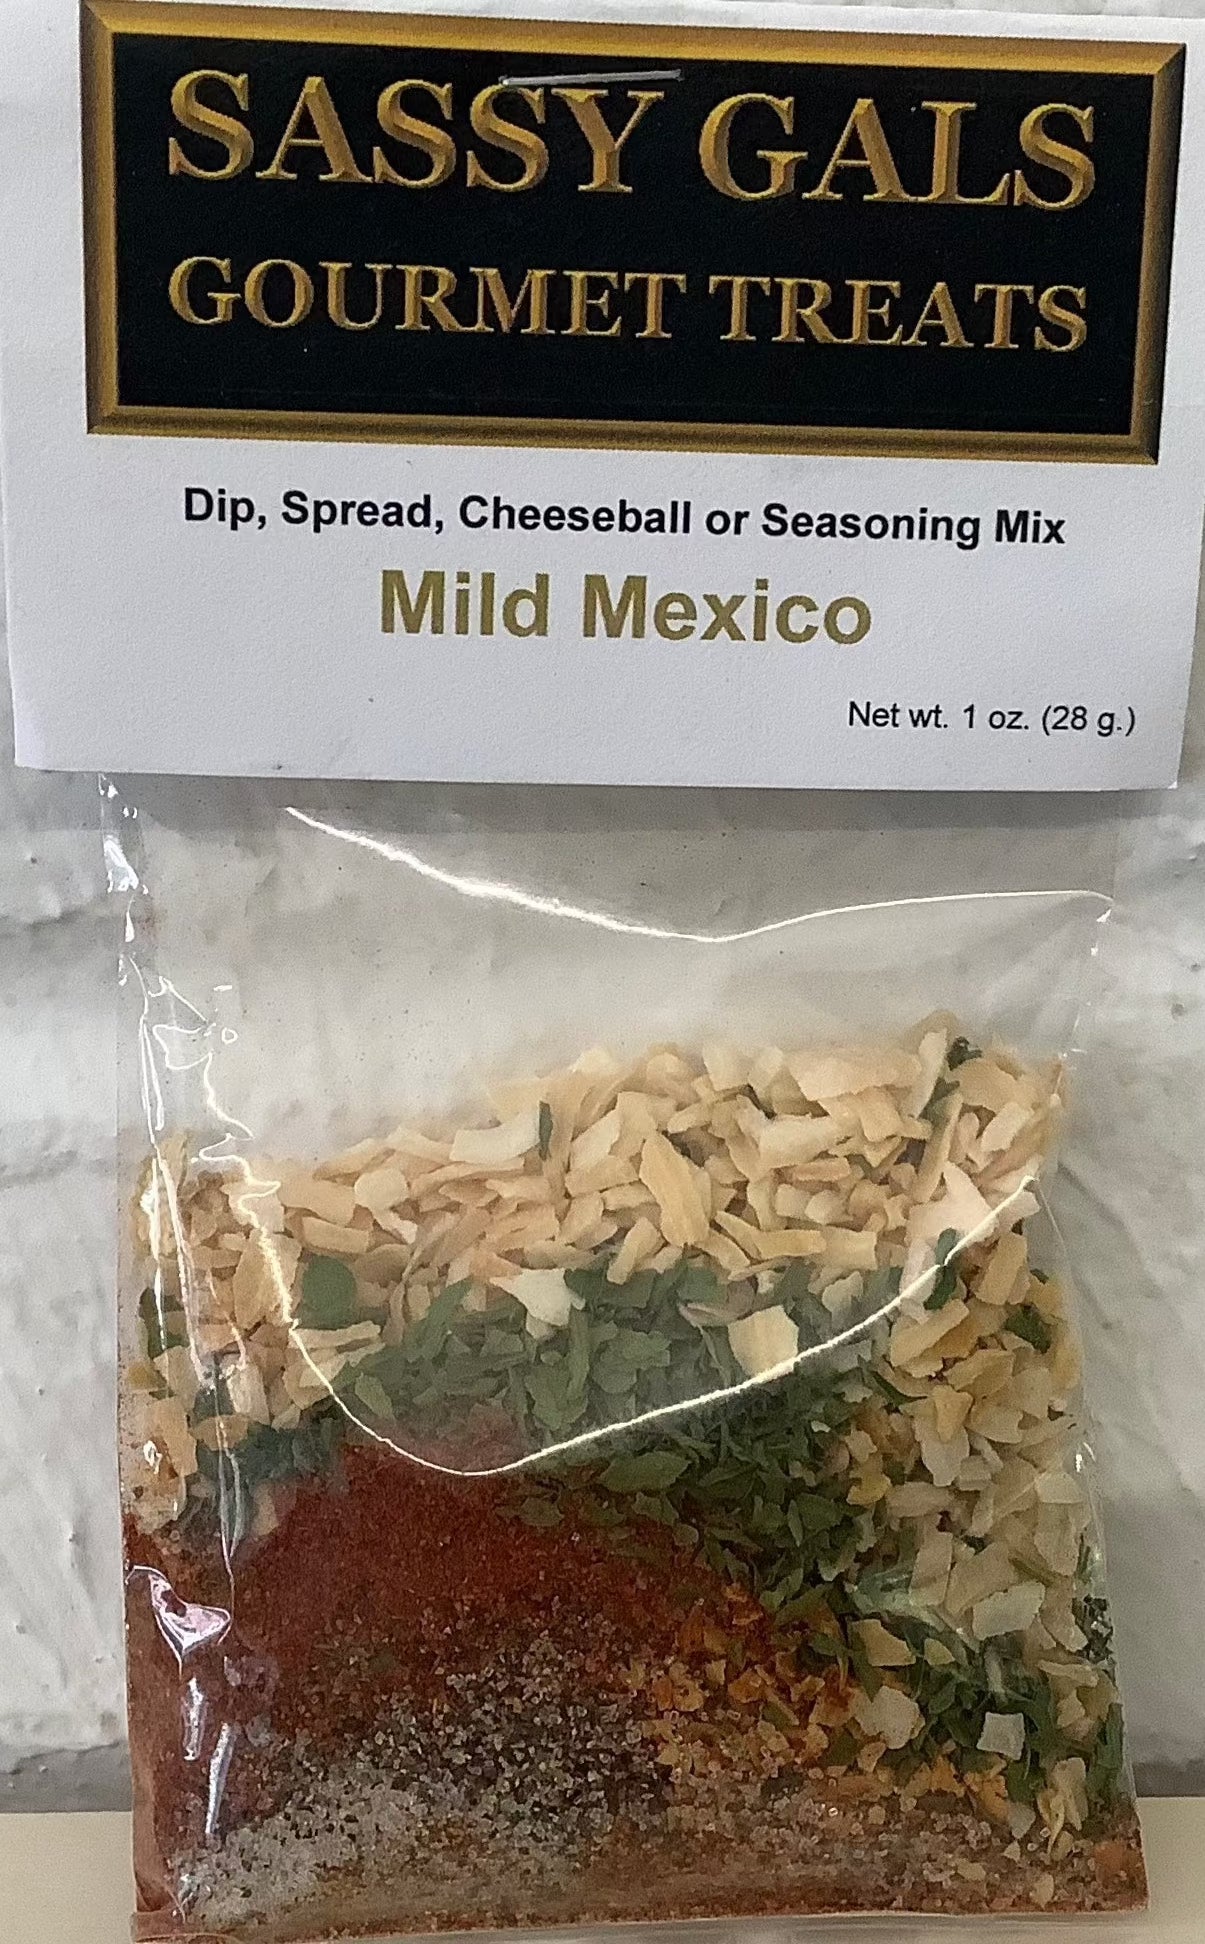 SASSY GALS
GOURMET TREATS
Dip, Spread, Cheeseball or Seasoning Mix
Mild Mexico
Net wt. 1 oz. (28 g.)